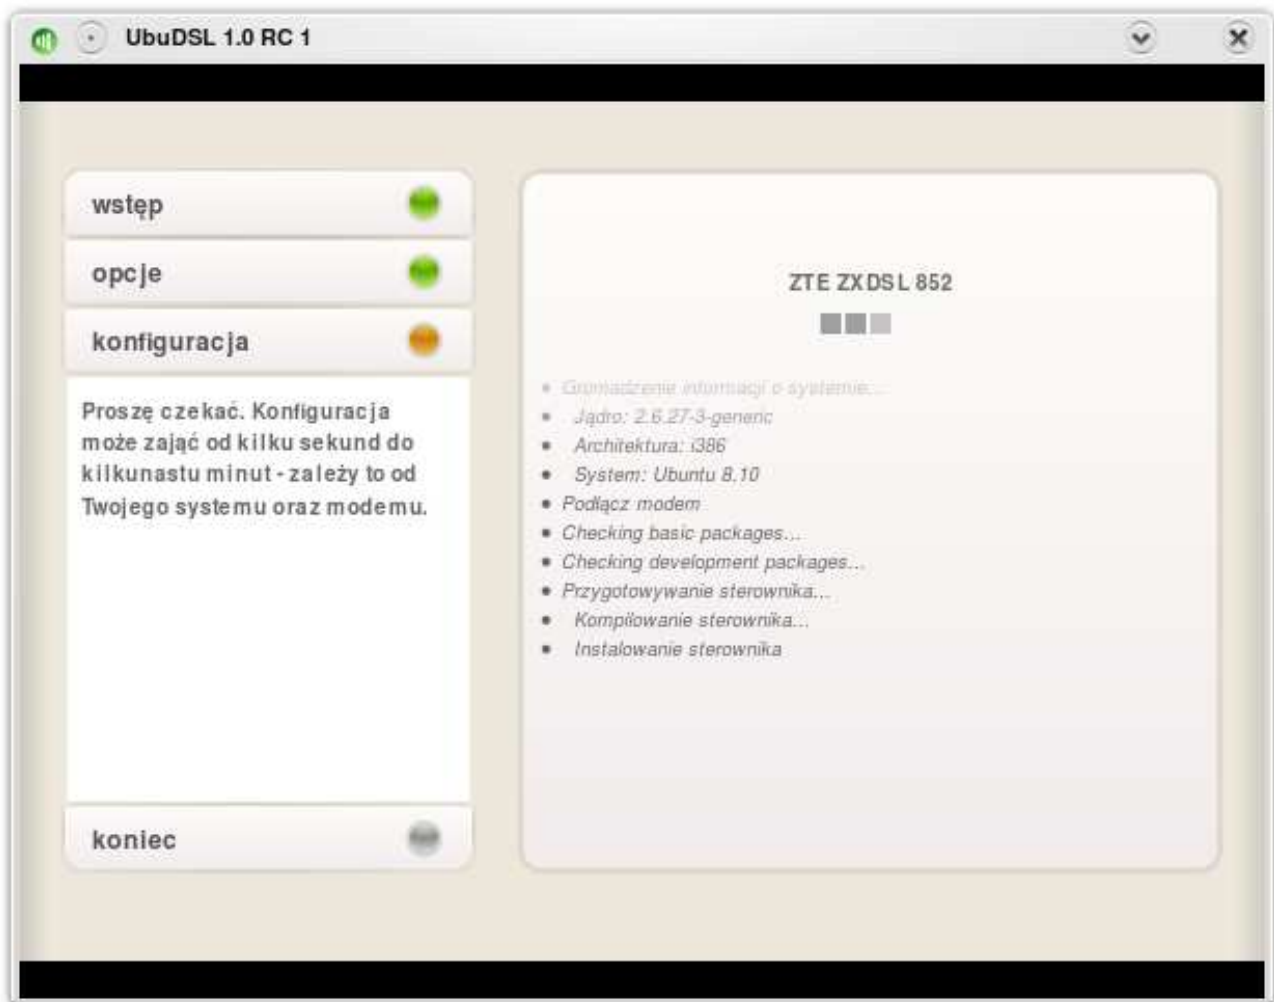 UbuDSL 1.0 RC 1
wstęp
opcje
konfiguracja
Proszę czekać. Konfiguracja
może zająć od kilku sekund do
kilkunastu minut - zależy to od
Twojego systemu oraz modemu.
koniec
ZTE ZXDSL 852
Gromadzenie informacji o systemie...
Jądro: 2.6.27-3-generic
Architektura: i386
System: Ubuntu 8.10
Podłącz modem
Checking basic packages...
Checking development packages...
Przygotowywanie sterownika...
Kompilowanie sterownika...
Instalowanie sterownika